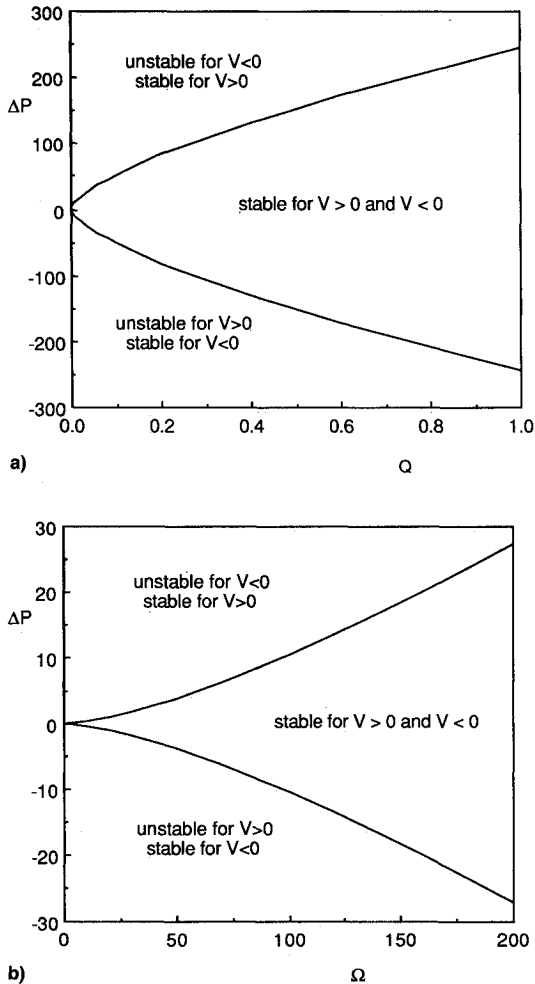 300
unstable for V<0
stable for V>0
200
ΔP
100
stable for V > 0 and V < 0
0
-100
unstable for V>0
stable for V<0
-200
-300
0.0 0.2 0.4 0.6 0.8 1.0
a)
Q
30
unstable for V<0
stable for V>0
20
ΔP
10
stable for V > 0 and V < 0
0
-10
unstable for V>0
stable for V<0
-20
-30
0 50 100 150 200
b)
Ω